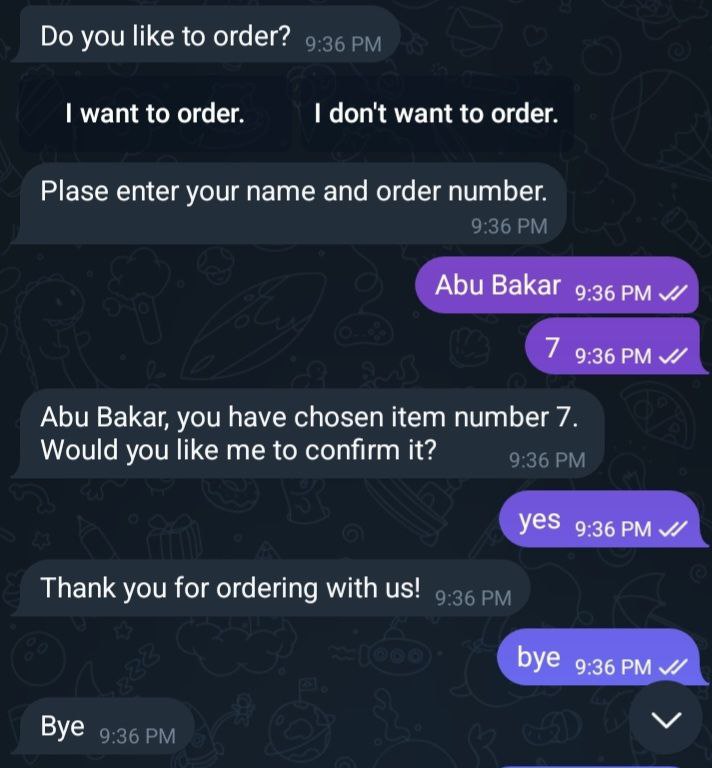 Do you like to order? 9:36 PM
I want to order. I don't want to order.
Plase enter your name and order number.
9:36 PM
Abu Bakar 9:36 PM
7 9:36 PM
Abu Bakar, you have chosen item number 7.
Would you like me to confirm it? 9:36 PM
yes 9:36 PM
Thank you for ordering with us! 9:36 PM
bye 9:36 PM
Bye 9:36 PM